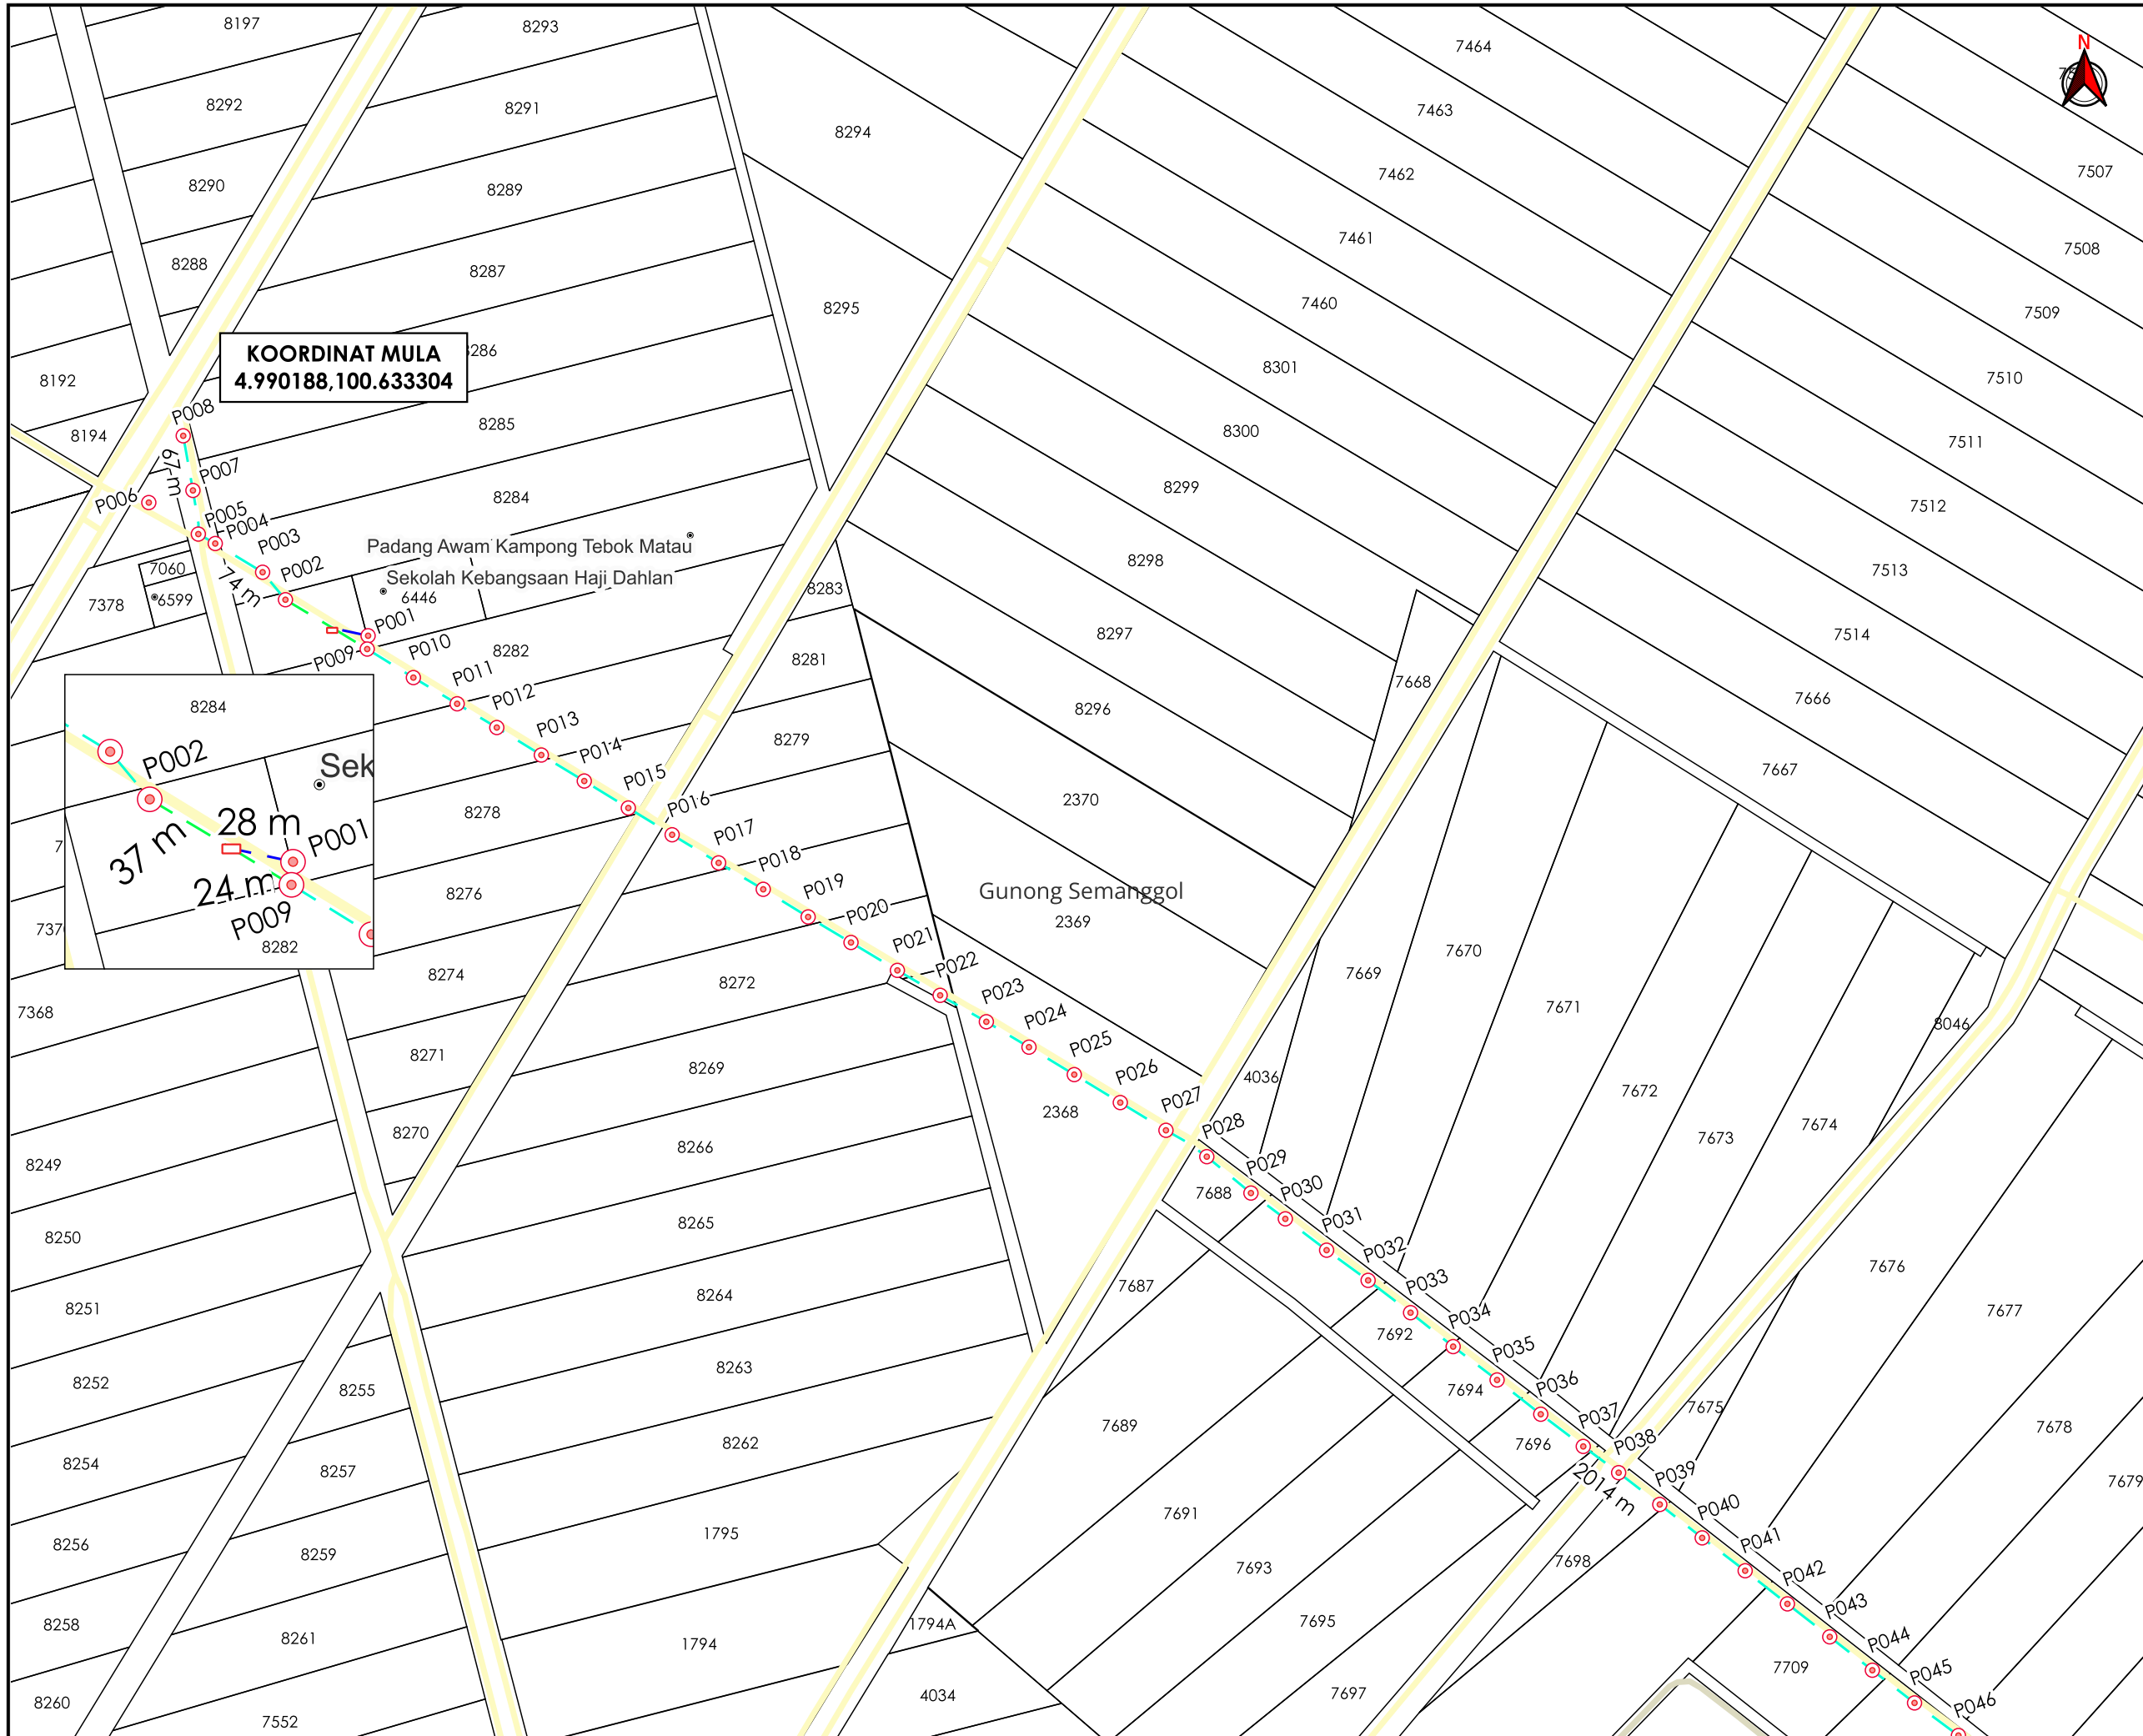 8197
8293
7464
N
8292
8291
8294
7463
8290
8289
7462
7507
8288
8287
7461
7508
8295
7460
7509
KOORDINAT MULA
4.990188,100.633304
8286
8192
8301
7510
P008
8194
8285
8300
7511
67 m
P007
P006
8284
8299
7512
P005
P004
P003
Padang Awam Kampong Tebok Matau
7060
P002
Sekolah Kebangsaan Haji Dahlan
8298
7513
74 m
7378
6599
6446
8283
P001
8297
7514
P009
P010
8282
8281
7668
P011
7666
P012
8284
8296
P002
P013
8279
Sek
P014
7667
P015
2370
28 m
P016
8278
37 m
P001
P017
P018
24 m
8276
Gunong Semanggol
P019
2369
P009
P020
8282
P021
7670
8274
P022
7669
8272
7368
P023
7671
P024
8046
8271
P025
8269
4036
P026
7672
P027
2368
7674
8270
P028
7673
8266
8249
P029
7688
P030
8250
8265
P031
P032
7676
7687
P033
8251
8264
7677
P034
7692
P035
8263
8252
8255
7694
P036
7675
P037
7689
7678
8262
7696
P038
8254
8257
2014 m
P039
7679
P040
7691
1795
P041
8256
8259
7693
7698
P042
P043
8258
1794A
7695
8261
1794
P044
7709
P045
8260
4034
7697
P046
7552